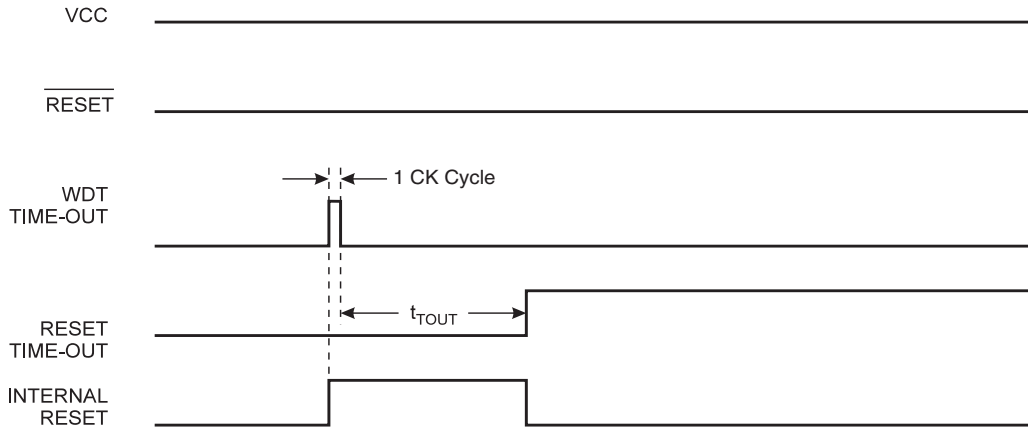 VCC
RESET
1 CK Cycle
WDT
TIME-OUT
tTOUT
RESET
TIME-OUT
INTERNAL
RESET